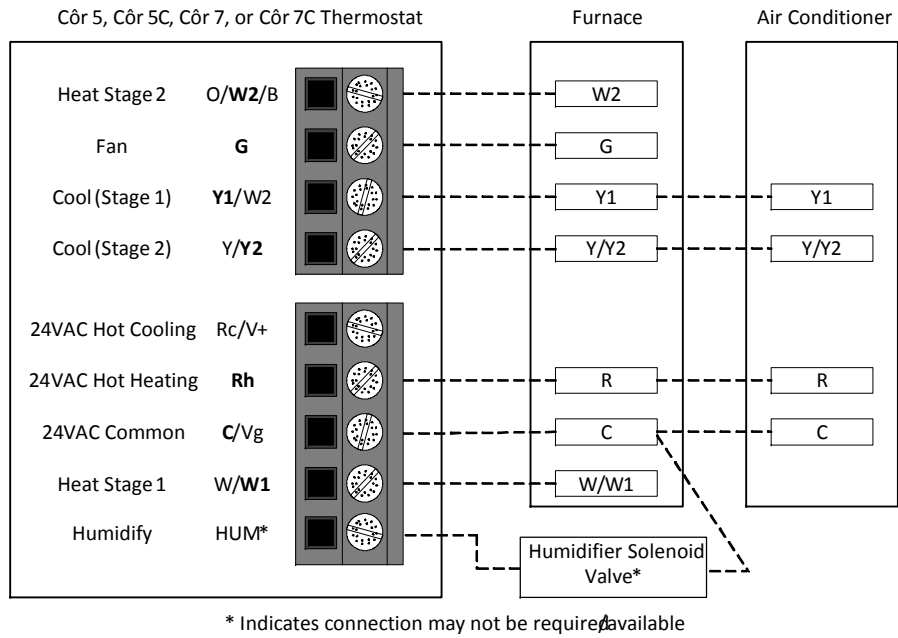 Côr 5, Côr 5C, Côr 7, or Côr 7C Thermostat
Furnace
Air Conditioner
Heat Stage 2 O/W2/B
W2
Fan G
G
Cool (Stage 1) Y1/W2
Y1
Y1
Cool (Stage 2) Y/Y2
Y/Y2
Y/Y2
24VAC Hot Cooling Rc/V+
24VAC Hot Heating Rh
R
R
24VAC Common C/Vg
C
C
Heat Stage 1 W/W1
W/W1
Humidify HUM*
Humidifier Solenoid
Valve*
* Indicates connection may not be required/available